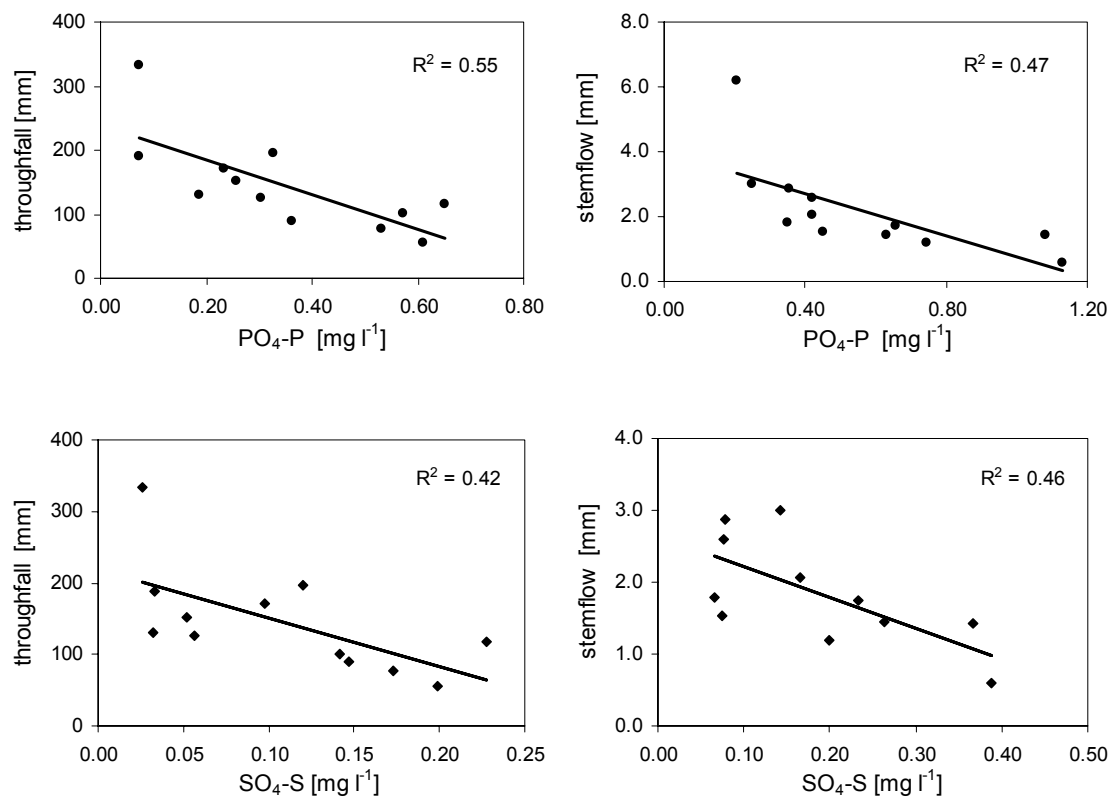 400
300
200
100
0
throughfall [mm]
R² = 0.55
0.00 0.20 0.40 0.60 0.80
PO₄-P [mg l⁻¹]
8.0
6.0
4.0
2.0
0.0
stemflow [mm]
R² = 0.47
0.00 0.40 0.80 1.20
PO₄-P [mg l⁻¹]
400
300
200
100
0
throughfall [mm]
R² = 0.42
0.00 0.05 0.10 0.15 0.20 0.25
SO₄-S [mg l⁻¹]
4.0
3.0
2.0
1.0
0.0
stemflow [mm]
R² = 0.46
0.00 0.10 0.20 0.30 0.40 0.50
SO₄-S [mg l⁻¹]